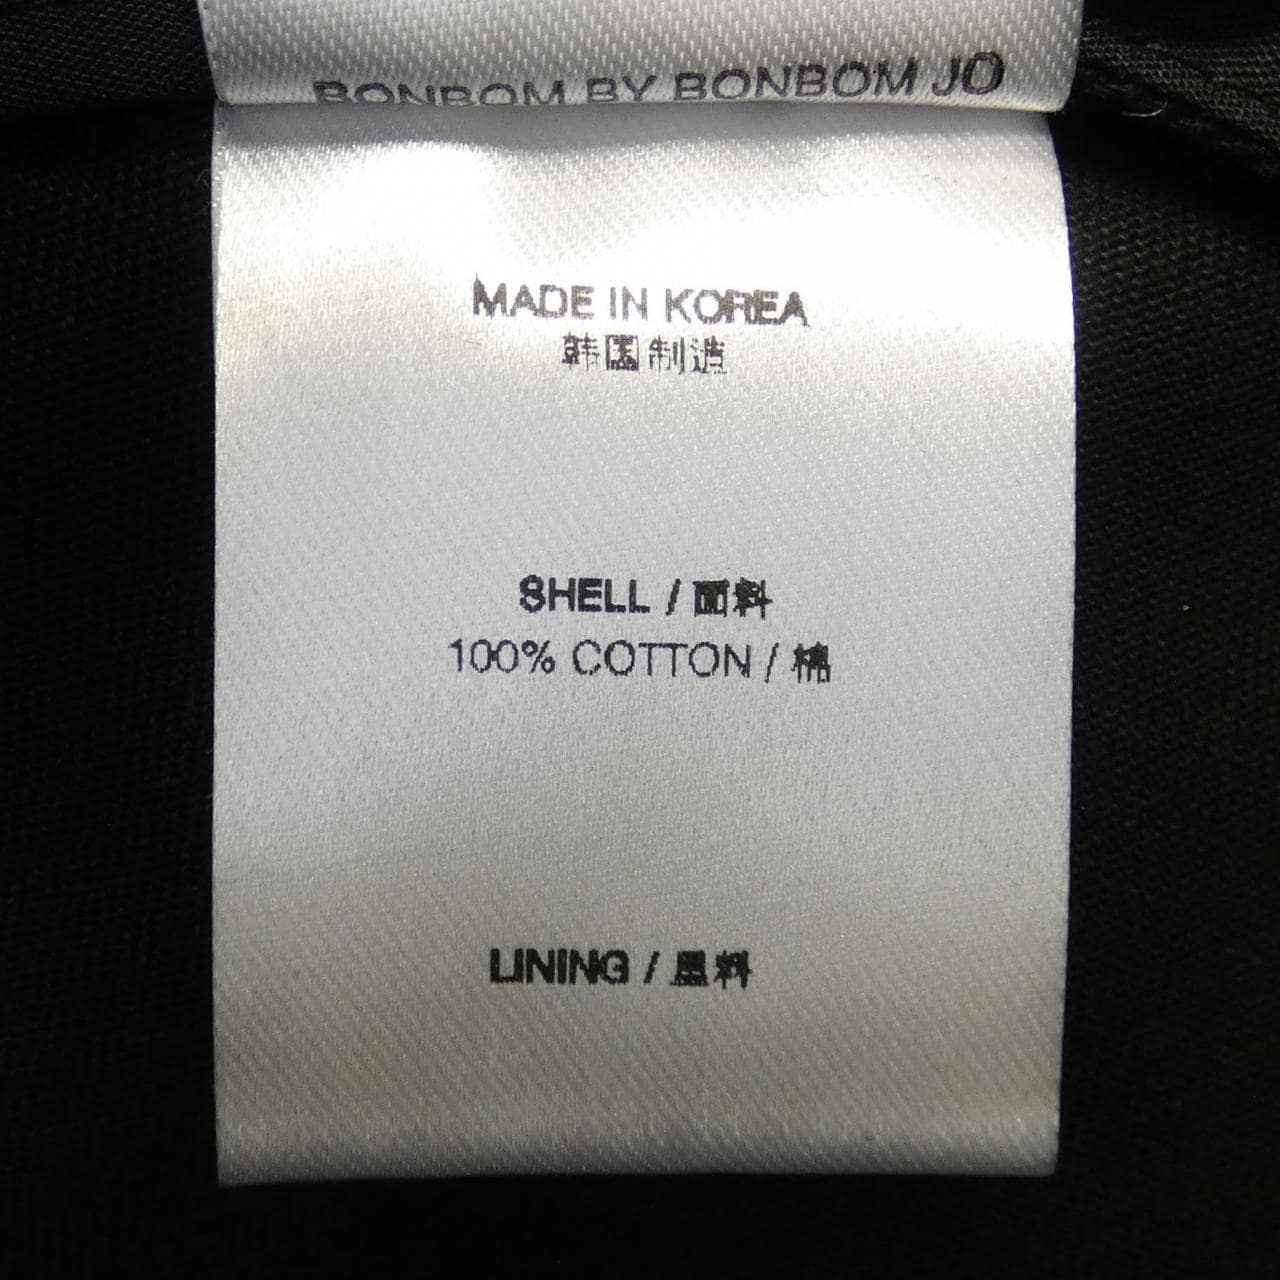 BONBOM BY BONBOM JO
MADE IN KOREA
韩国制造
SHELL / 面料
100% COTTON / 棉
LINING / 里料